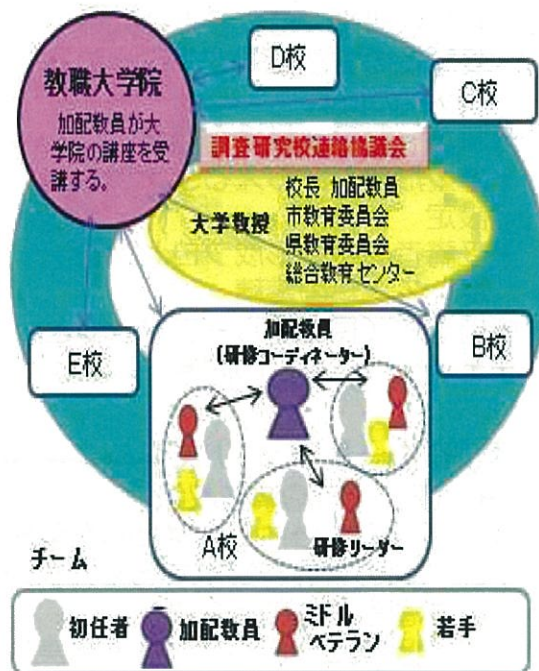 D校
C校
教職大学院
加配教員が大
学院の講座を受
講する。
調査研究校連絡協議会
校長 加配教員
大学教授
市教育委員会
県教育委員会
総合教育センター
E校
B校
加配教員
(研修コーディネーター)
A校
研修リーダー
チーム
初任者
加配教員
ミドル
ベテラン
若手